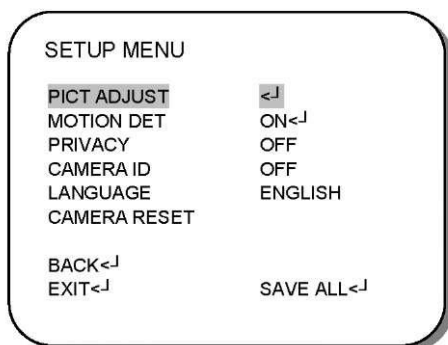 SETUP MENU
PICT ADJUST <┘
MOTION DET ON<┘
PRIVACY OFF
CAMERA ID OFF
LANGUAGE ENGLISH
CAMERA RESET
BACK<┘
EXIT<┘ SAVE ALL<┘